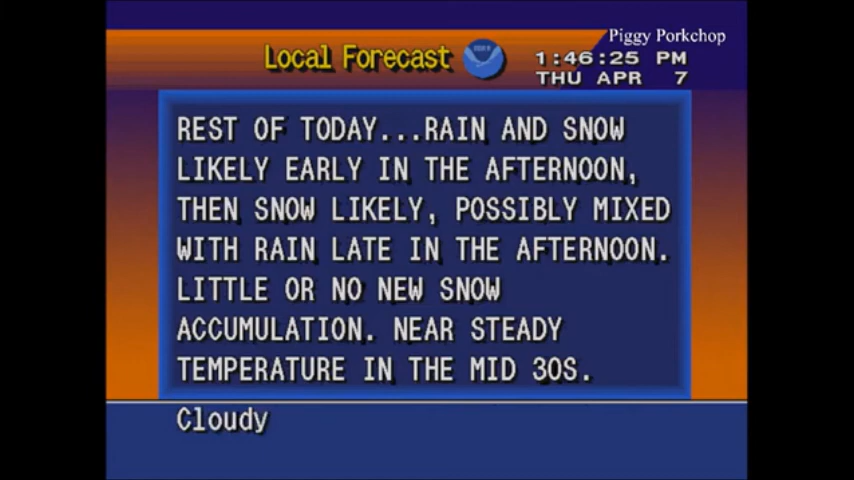 Piggy Porkchop
Local Forecast
1:46:25 PM
THU APR 7
REST OF TODAY...RAIN AND SNOW
LIKELY EARLY IN THE AFTERNOON,
THEN SNOW LIKELY, POSSIBLY MIXED
WITH RAIN LATE IN THE AFTERNOON.
LITTLE OR NO NEW SNOW
ACCUMULATION. NEAR STEADY
TEMPERATURE IN THE MID 30S.
Cloudy